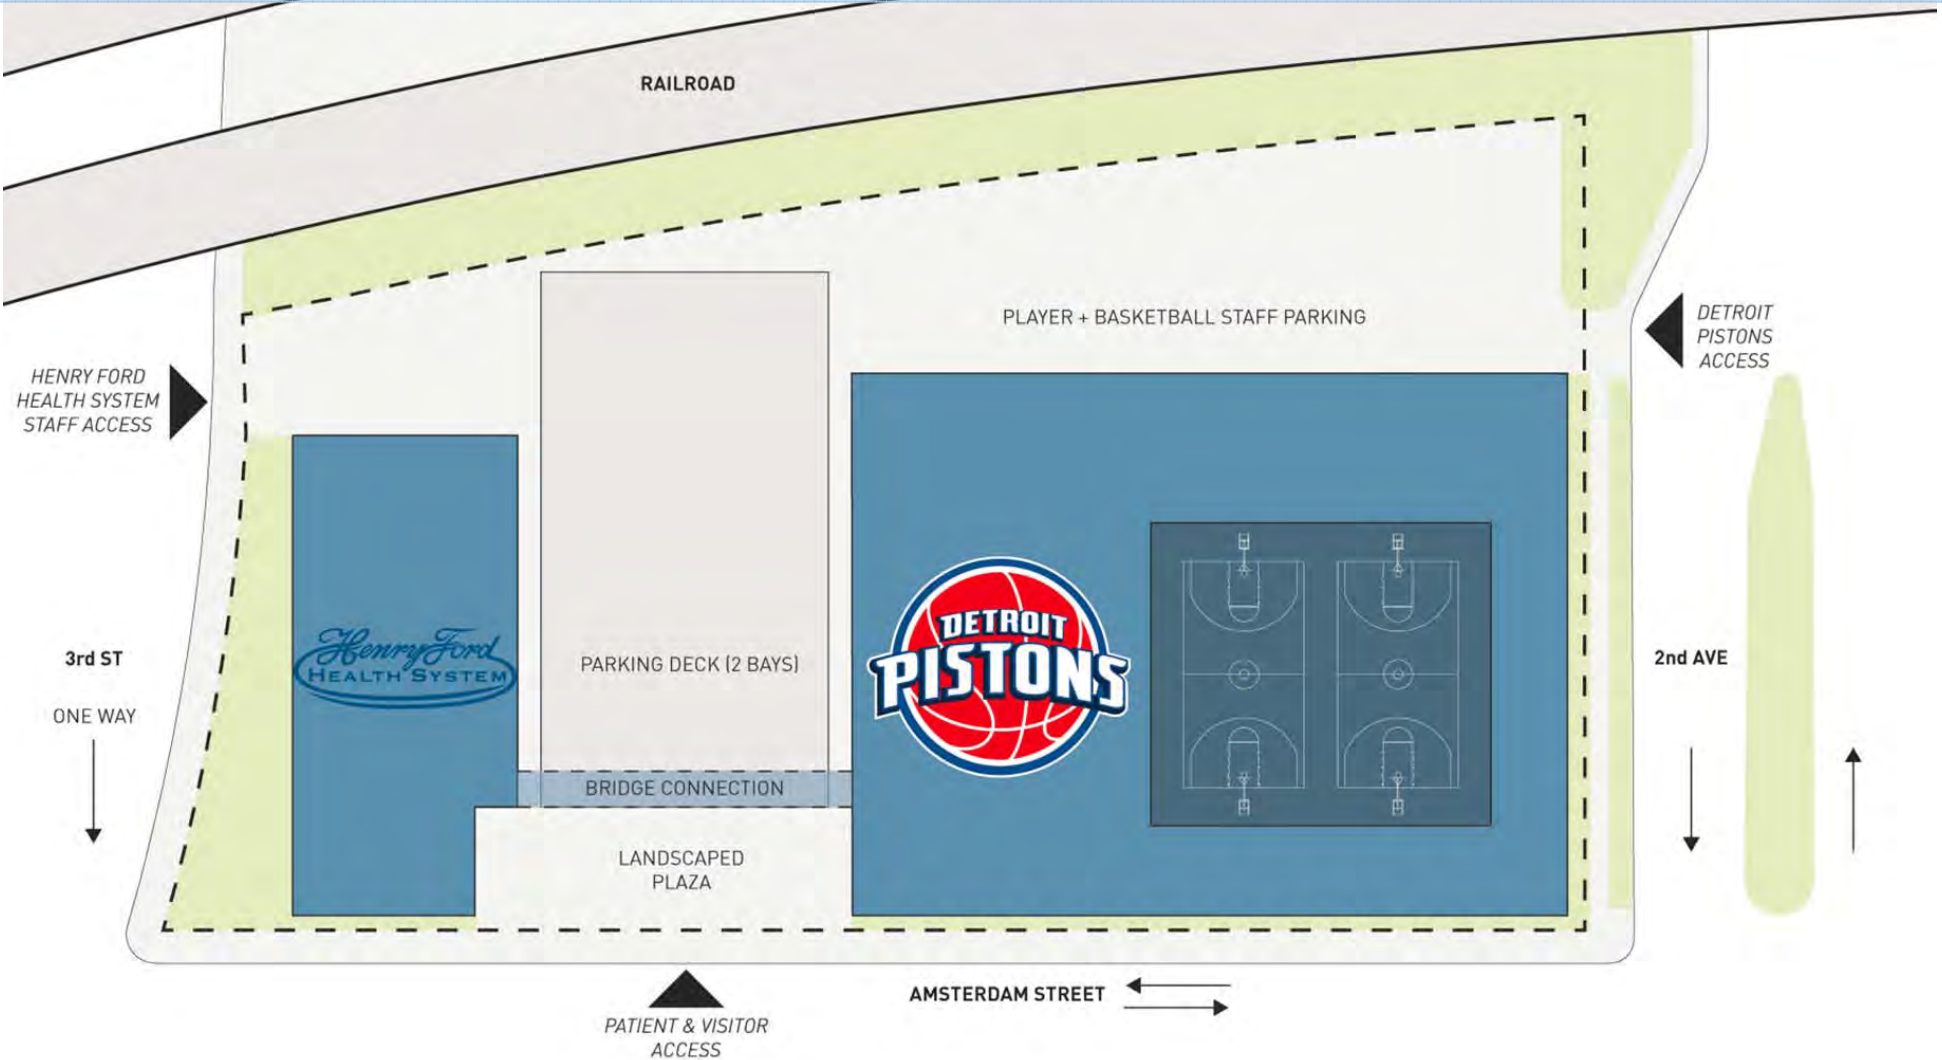 RAILROAD
PLAYER + BASKETBALL STAFF PARKING
DETROIT
PISTONS
ACCESS
HENRY FORD
HEALTH SYSTEM
STAFF ACCESS
DETROIT
PISTONS
Henry Ford
HEALTH SYSTEM
PARKING DECK (2 BAYS)
3rd ST
ONE WAY
2nd AVE
BRIDGE CONNECTION
LANDSCAPED
PLAZA
AMSTERDAM STREET
PATIENT & VISITOR
ACCESS